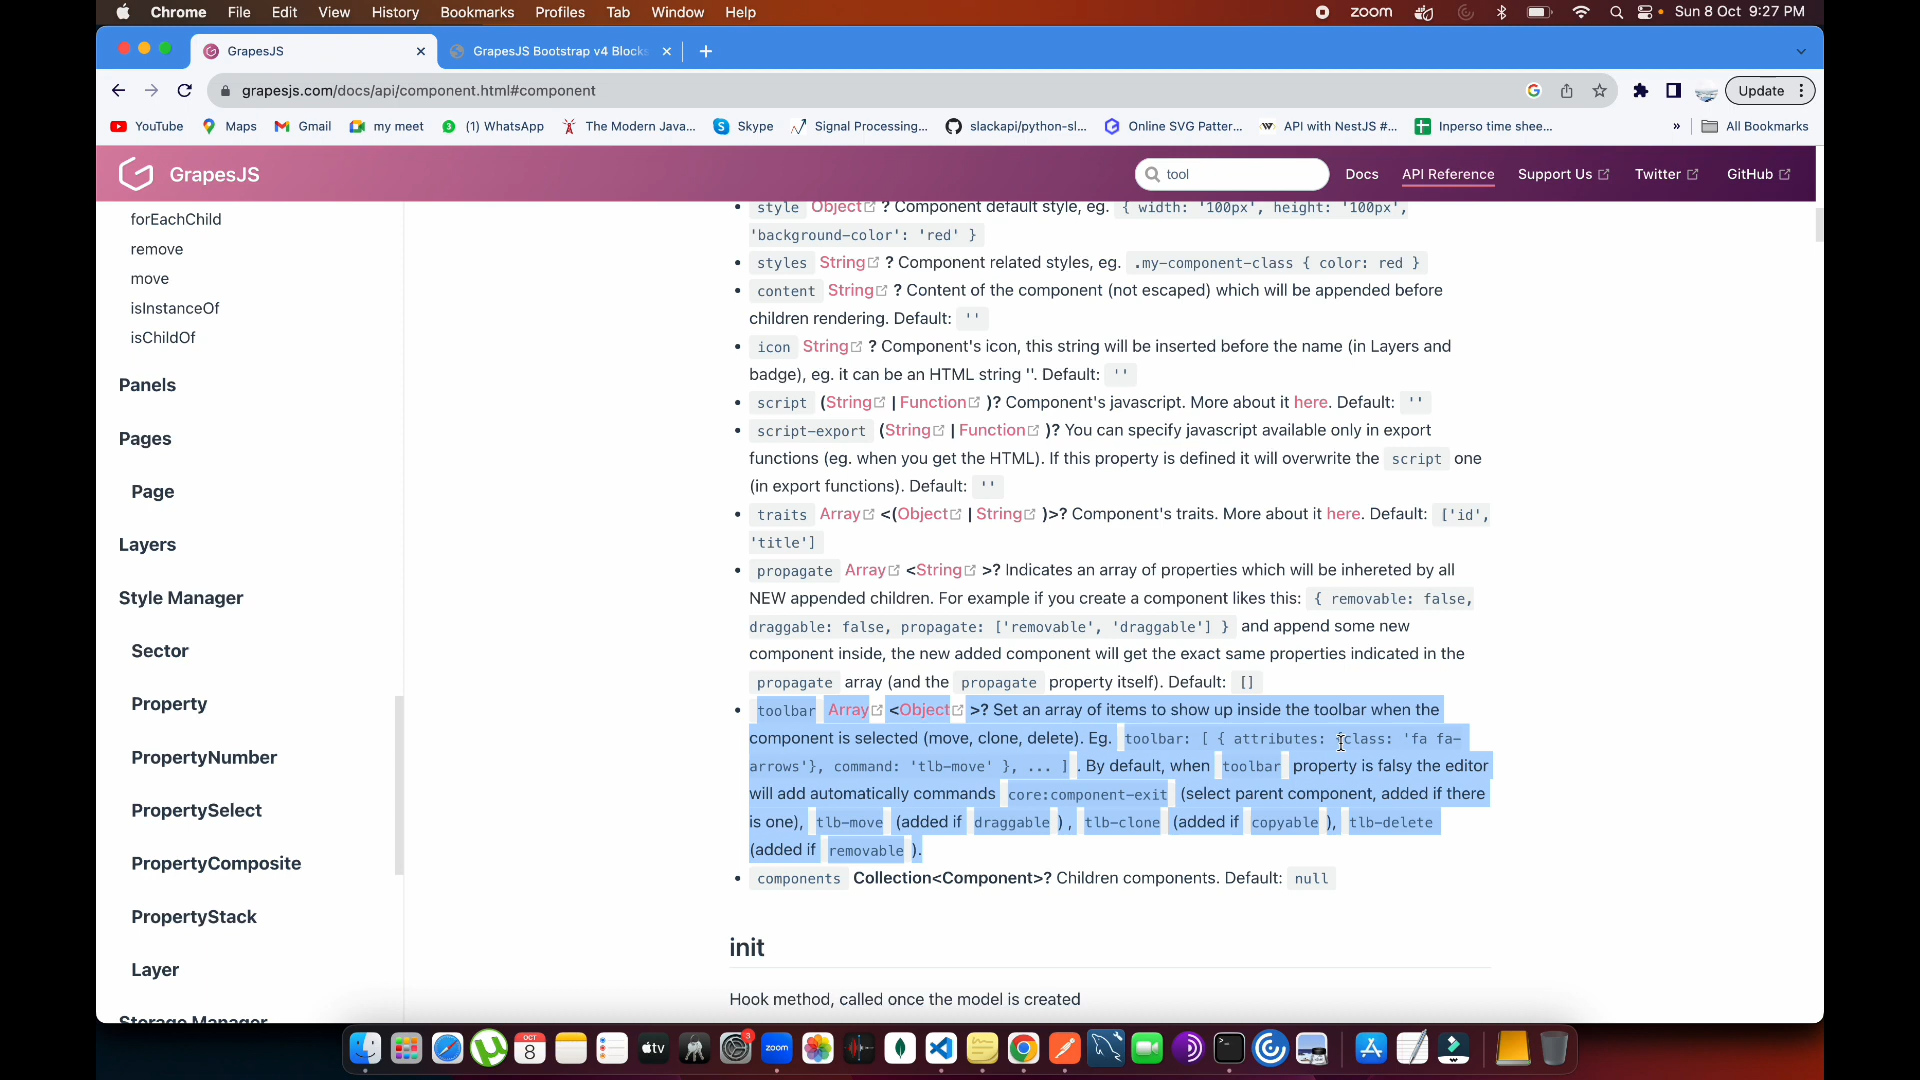 Chrome File Edit View History Bookmarks Profiles Tab Window Help zoom Sun 8 Oct 9:27 PM
GrapesJS GrapesJS Bootstrap v4 Blocks
grapesjs.com/docs/api/component.html#component Update
YouTube Maps Gmail my meet (1) WhatsApp The Modern Java... Skype Signal Processing... slackapi/python-sl... Online SVG Patter... API with NestJS #... Inperso time shee... » All Bookmarks
GrapesJS tool Docs API Reference Support Us Twitter GitHub
forEachChild
remove
move
isInstanceOf
isChildOf
Panels
Pages
Page
Layers
Style Manager
Sector
Property
PropertyNumber
PropertySelect
PropertyComposite
PropertyStack
Layer
Storage Manager
style Object ? Component default style, eg. { width: '100px', height: '100px',
'background-color': 'red' }
styles String ? Component related styles, eg. .my-component-class { color: red }
content String ? Content of the component (not escaped) which will be appended before
children rendering. Default: ''
icon String ? Component's icon, this string will be inserted before the name (in Layers and
badge), eg. it can be an HTML string ''. Default: ''
script (String | Function )? Component's javascript. More about it here. Default: ''
script-export (String | Function )? You can specify javascript available only in export
functions (eg. when you get the HTML). If this property is defined it will overwrite the script one
(in export functions). Default: ''
traits Array <(Object | String )>? Component's traits. More about it here. Default: ['id',
'title']
propagate Array <String >? Indicates an array of properties which will be inhereted by all
NEW appended children. For example if you create a component likes this: { removable: false,
draggable: false, propagate: ['removable', 'draggable'] } and append some new
component inside, the new added component will get the exact same properties indicated in the
propagate array (and the propagate property itself). Default: []
toolbar Array <Object >? Set an array of items to show up inside the toolbar when the
component is selected (move, clone, delete). Eg. toolbar: [ { attributes: {class: 'fa fa-
arrows'}, command: 'tlb-move' }, ... ] . By default, when toolbar property is falsy the editor
will add automatically commands core:component-exit (select parent component, added if there
is one), tlb-move (added if draggable ) , tlb-clone (added if copyable ), tlb-delete
(added if removable ).
components Collection<Component>? Children components. Default: null
init
Hook method, called once the model is created
OCT
8
tv
3
zoom